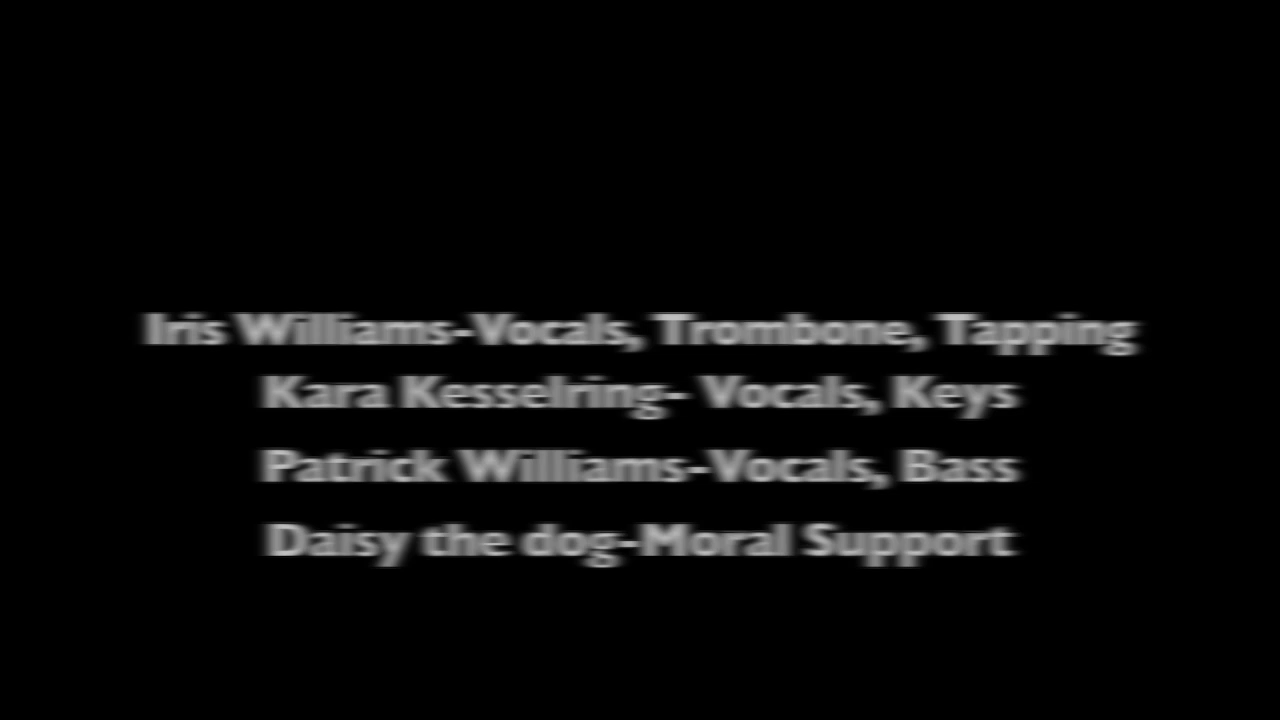 Iris Williams-Vocals, Trombone, Tapping
Kara Kesselring- Vocals, Keys
Patrick Williams-Vocals, Bass
Daisy the dog-Moral Support